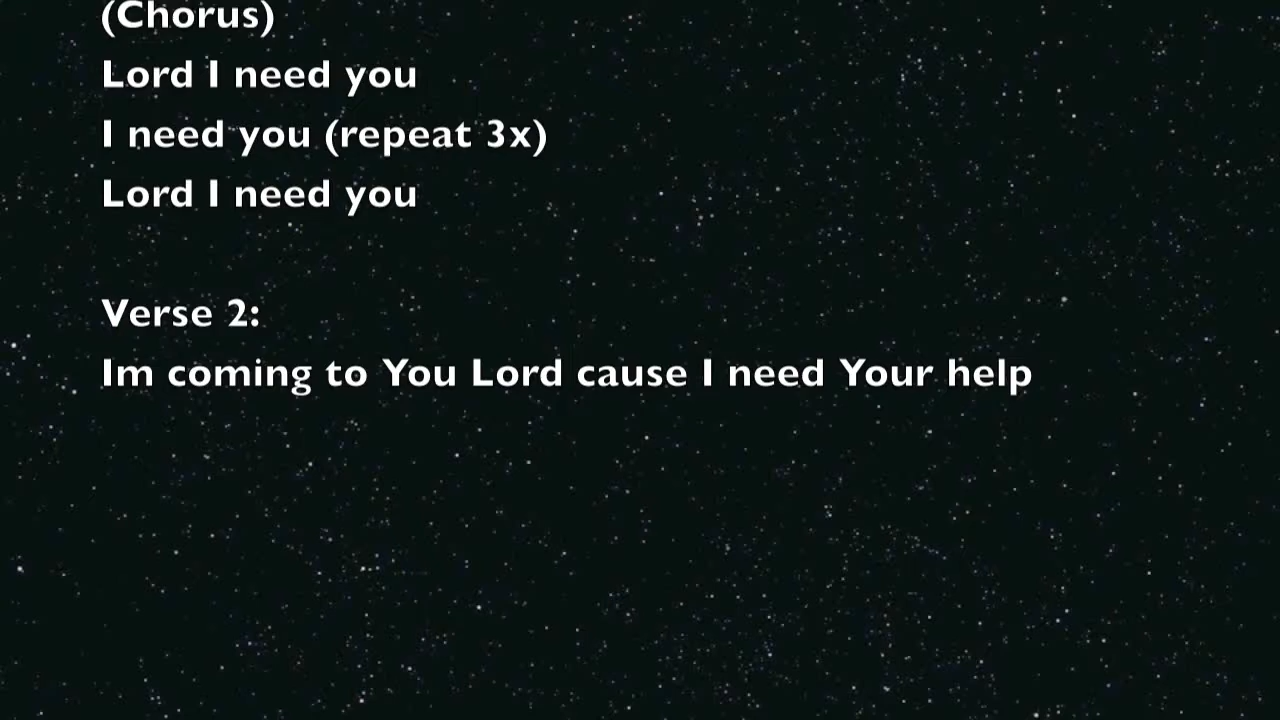 (Chorus)
Lord I need you
I need you (repeat 3x)
Lord I need you
Verse 2:
Im coming to You Lord cause I need Your help